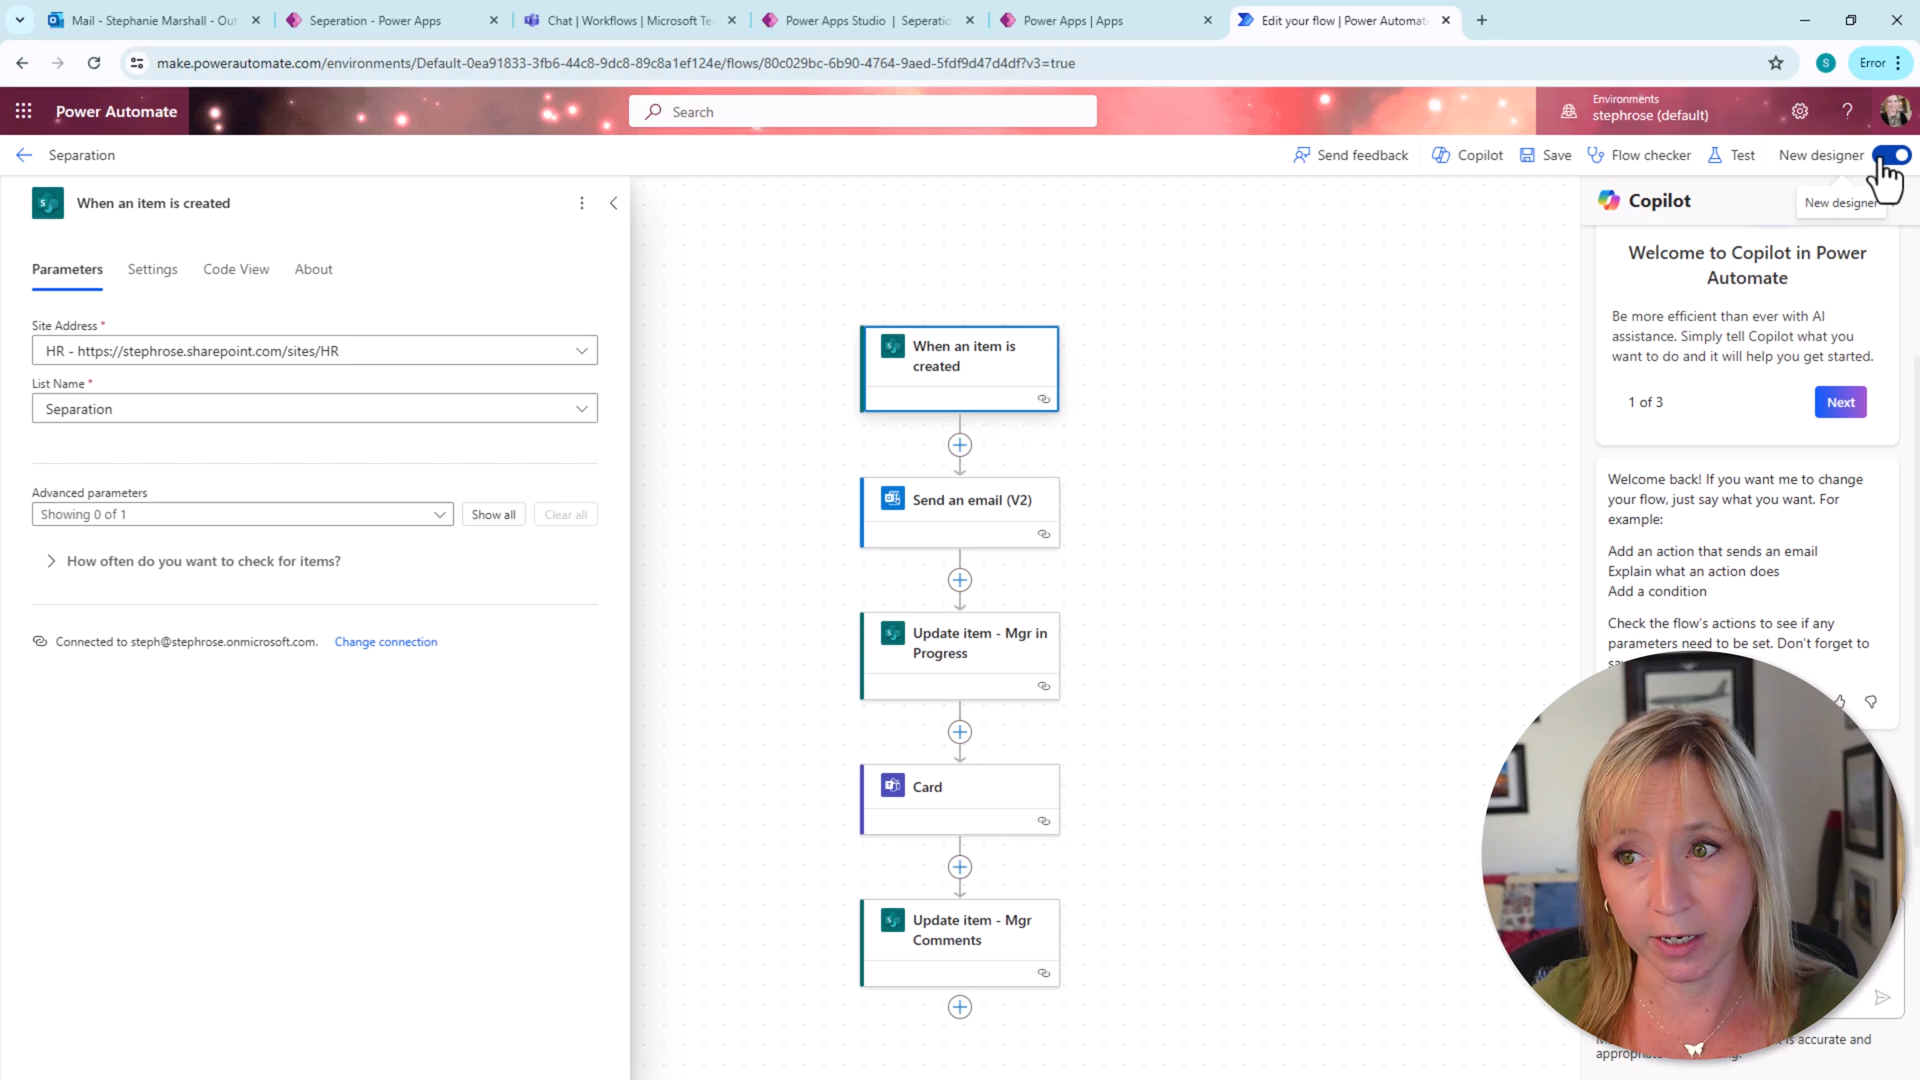 Mail - Stephanie Marshall - Out
Seperation - Power Apps
Chat | Workflows | Microsoft Te
Power Apps Studio | Seperatio
Power Apps | Apps
Edit your flow | Power Automat
make.powerautomate.com/environments/Default-0ea91833-3fb6-44c8-9dc8-89c8a1ef124e/flows/80c029bc-6b90-4764-9aed-5fdf9d47d4df?v3=true
S
Error
Power Automate
Search
Environments
stephrose (default)
Separation
Send feedback
Copilot
Save
Flow checker
Test
New designer
When an item is created
Copilot
New designer
Parameters
Settings
Code View
About
Site Address *
HR - https://stephrose.sharepoint.com/sites/HR
List Name *
Separation
Advanced parameters
Showing 0 of 1
Show all
Clear all
How often do you want to check for items?
Connected to steph@stephrose.onmicrosoft.com.
Change connection
When an item is
created
Send an email (V2)
Update item - Mgr in
Progress
Card
Update item - Mgr
Comments
Welcome to Copilot in Power
Automate
Be more efficient than ever with AI
assistance. Simply tell Copilot what you
want to do and it will help you get started.
1 of 3
Next
Welcome back! If you want me to change
your flow, just say what you want. For
example:
Add an action that sends an email
Explain what an action does
Add a condition
Check the flow's actions to see if any
parameters need to be set. Don't forget to
is accurate and